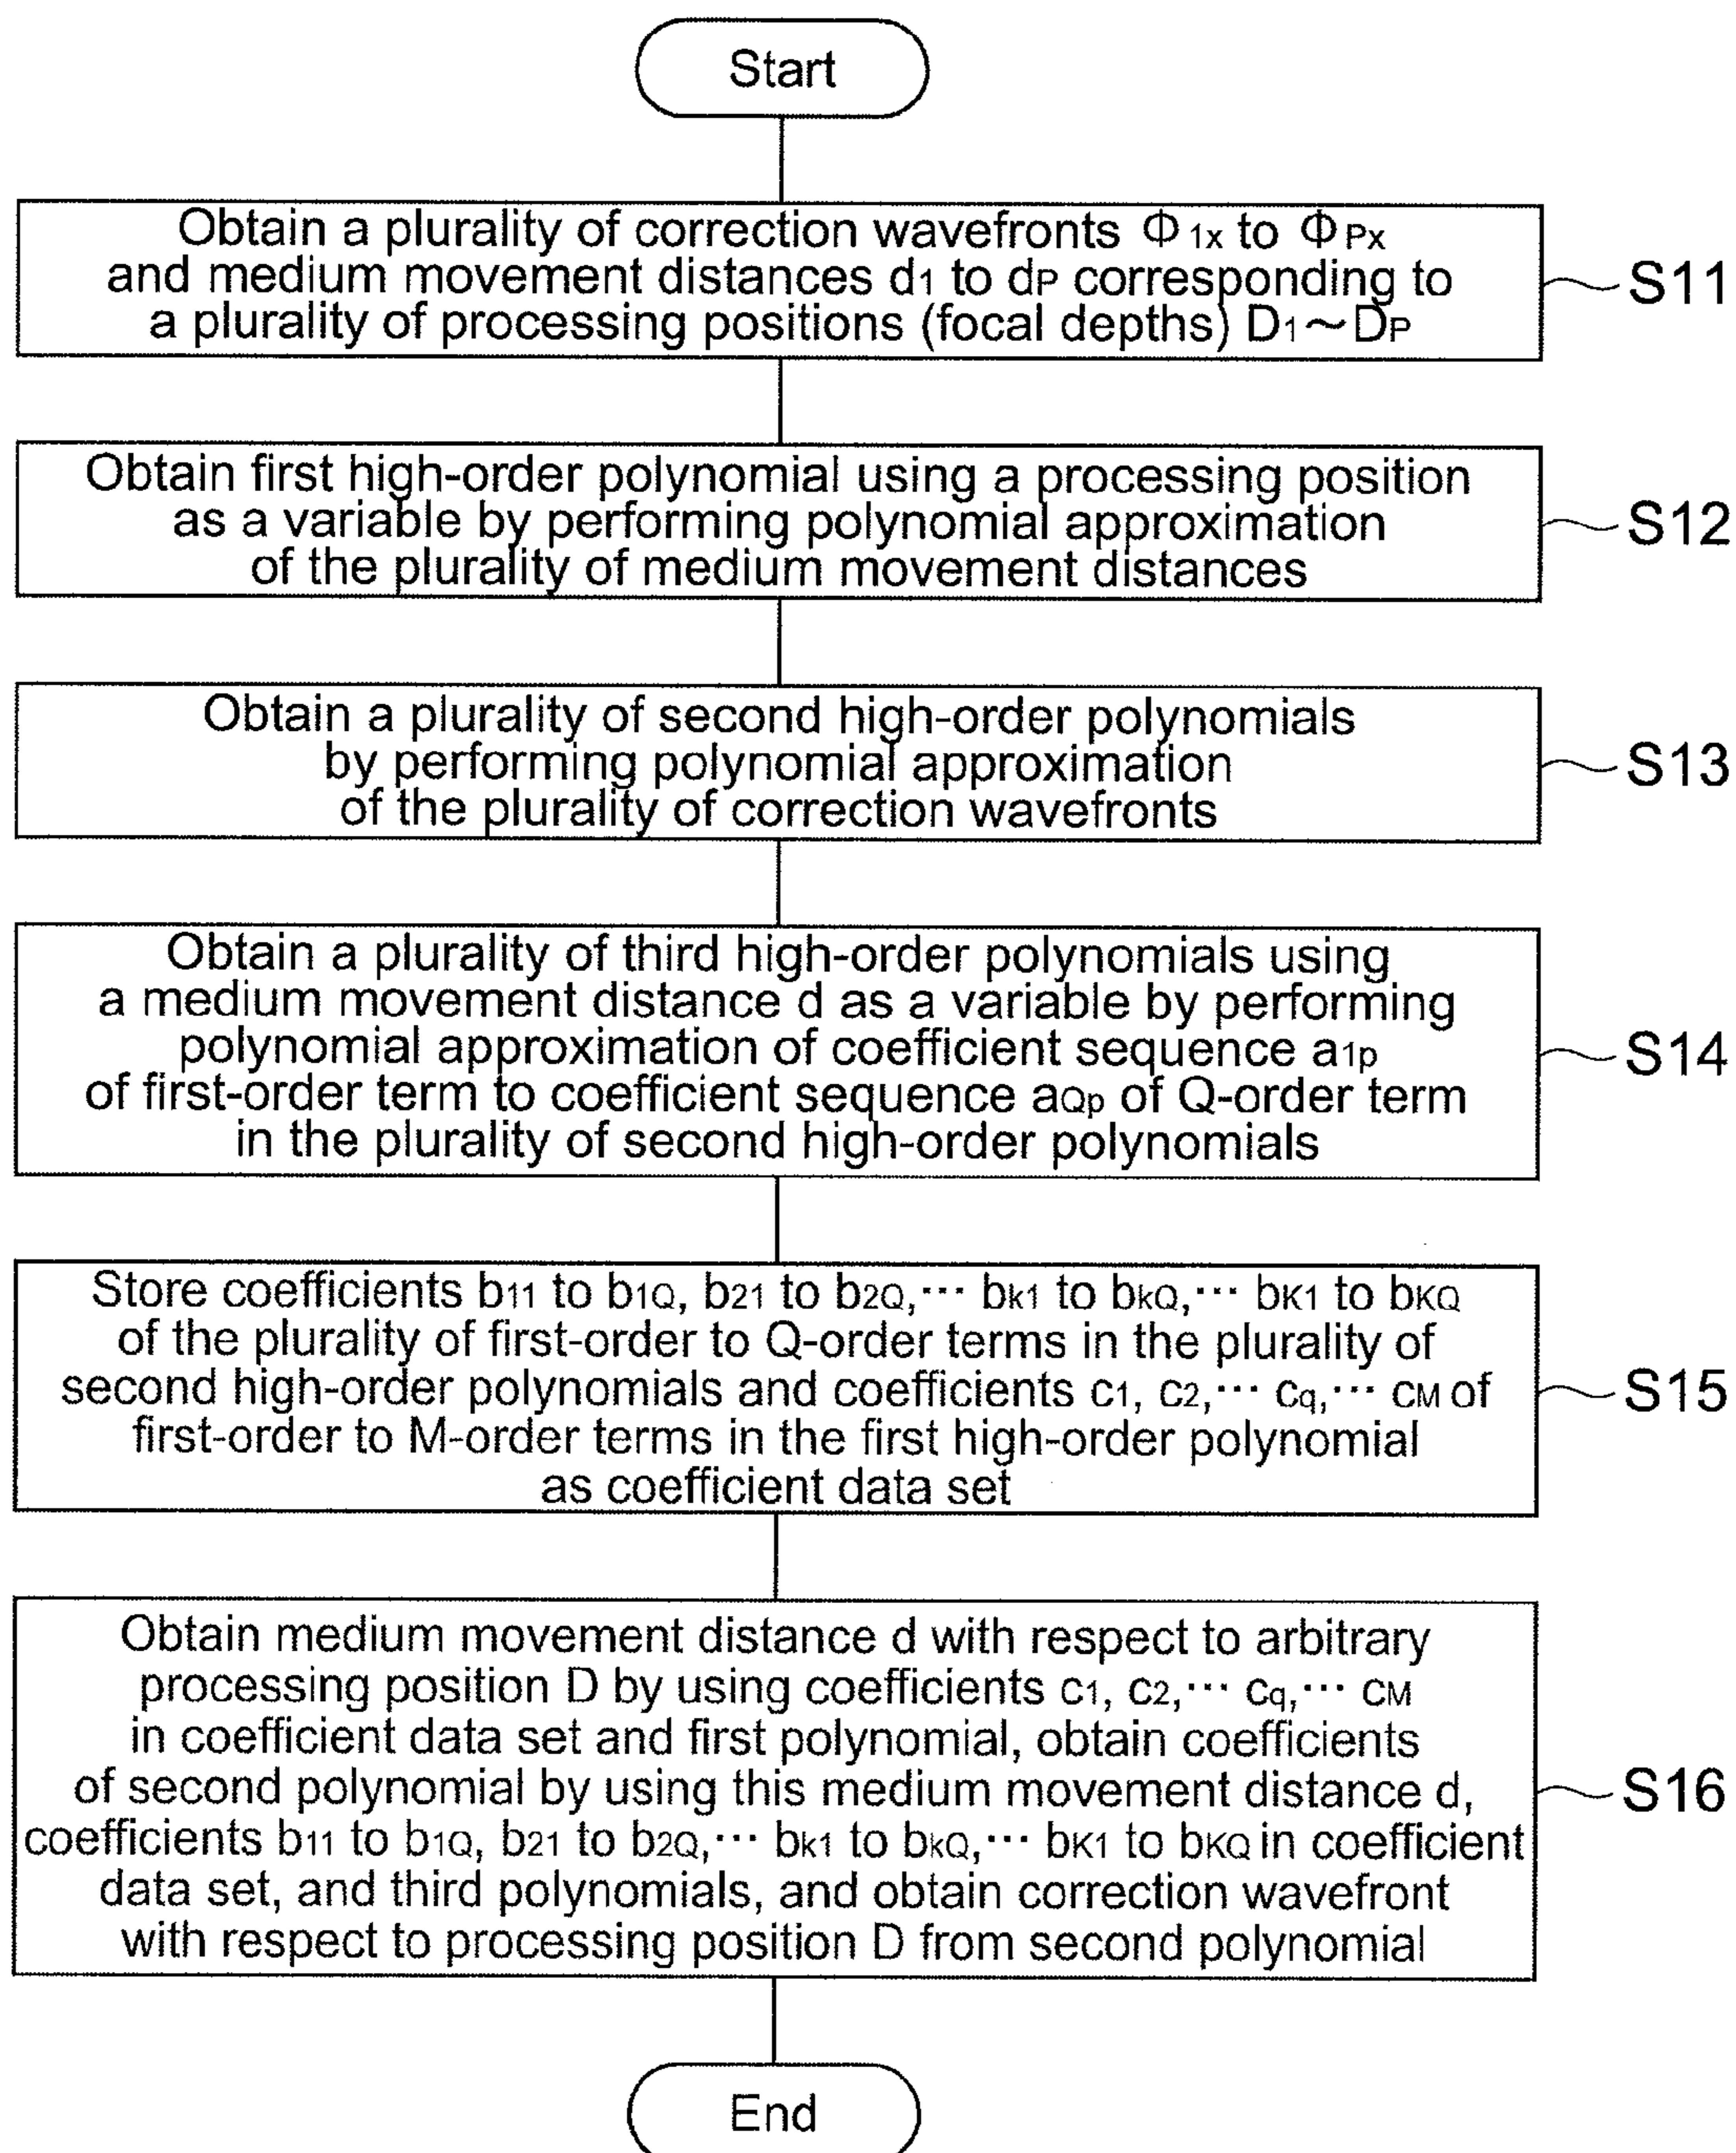 Start
Obtain a plurality of correction wavefronts Φ1x to ΦPx
and medium movement distances d1 to dP corresponding to
a plurality of processing positions (focal depths) D1～DP
S11
Obtain first high-order polynomial using a processing position
as a variable by performing polynomial approximation
of the plurality of medium movement distances
S12
Obtain a plurality of second high-order polynomials
by performing polynomial approximation
of the plurality of correction wavefronts
S13
Obtain a plurality of third high-order polynomials using
a medium movement distance d as a variable by performing
polynomial approximation of coefficient sequence a1p
of first-order term to coefficient sequence aQp of Q-order term
in the plurality of second high-order polynomials
S14
Store coefficients b11 to b1Q, b21 to b2Q,⋯ bk1 to bkQ,⋯ bK1 to bKQ
of the plurality of first-order to Q-order terms in the plurality of
second high-order polynomials and coefficients c1, c2,⋯ cq,⋯ cM of
first-order to M-order terms in the first high-order polynomial
as coefficient data set
S15
Obtain medium movement distance d with respect to arbitrary
processing position D by using coefficients c1, c2,⋯ cq,⋯ cM
in coefficient data set and first polynomial, obtain coefficients
of second polynomial by using this medium movement distance d,
coefficients b11 to b1Q, b21 to b2Q,⋯ bk1 to bkQ,⋯ bK1 to bKQ in coefficient
data set, and third polynomials, and obtain correction wavefront
with respect to processing position D from second polynomial
S16
End